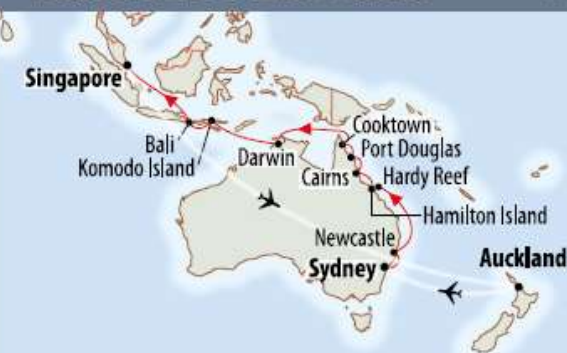 Singapore
Bali
Komodo Island
Darwin
Cooktown
Port Douglas
Cairns
Hardy Reef
Hamilton Island
Newcastle
Sydney
Auckland